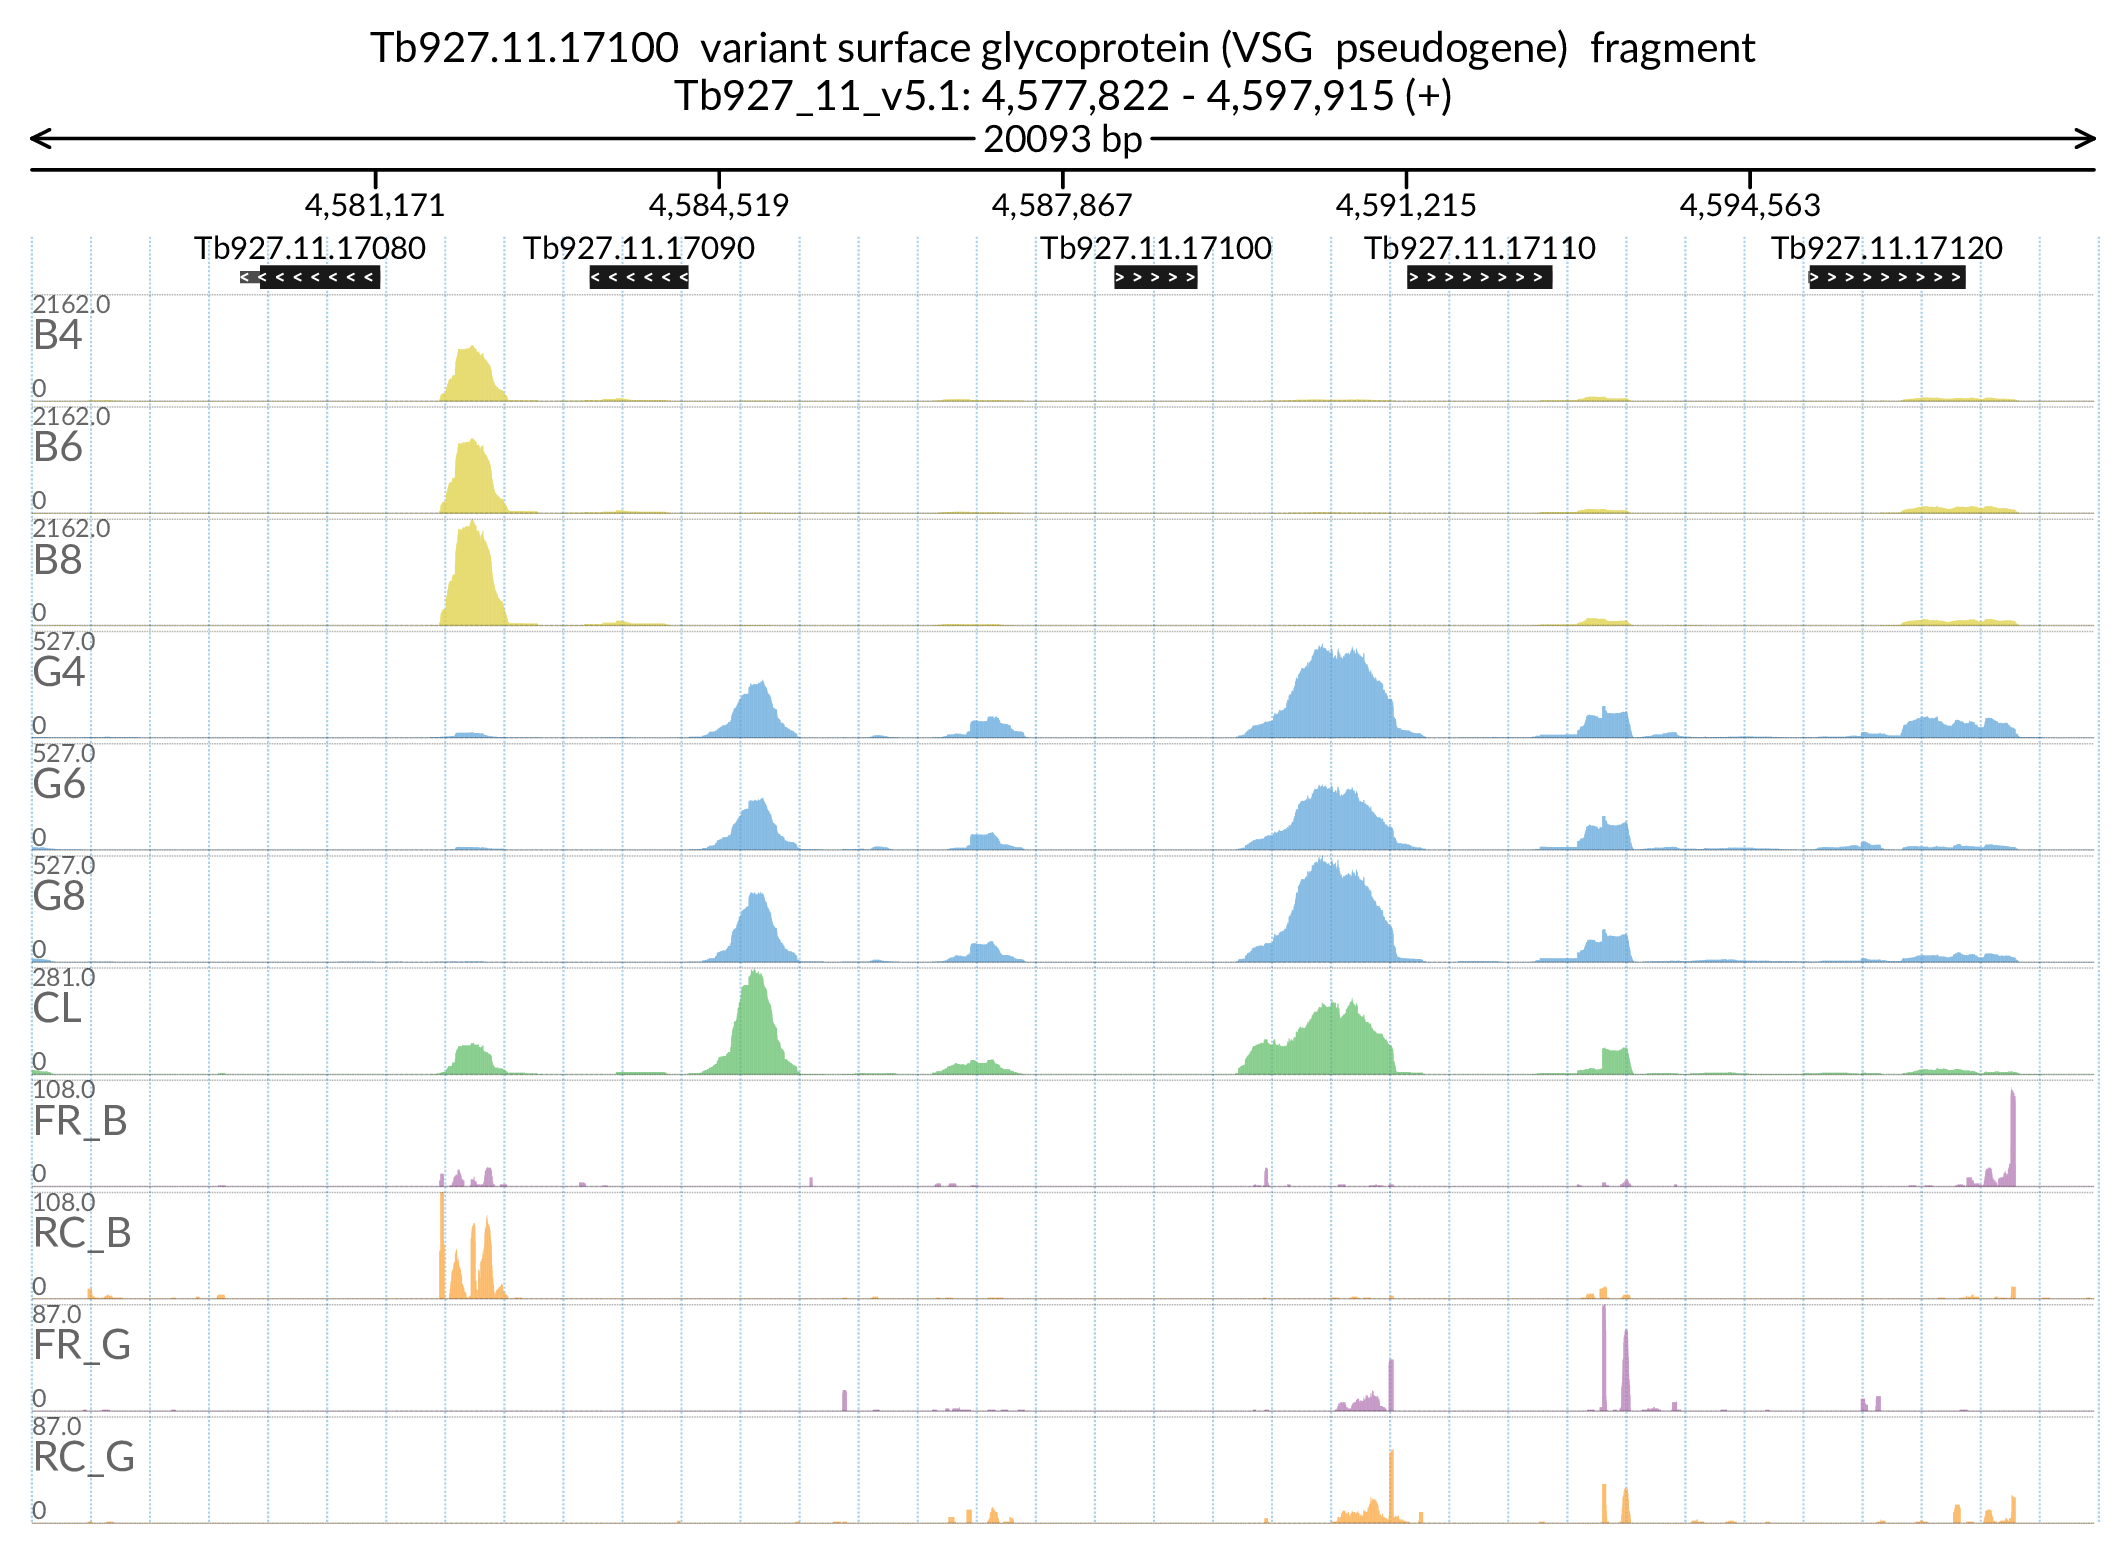 Tb927.11.17100 variant surface glycoprotein (VSG pseudogene) fragment
Tb927_11_v5.1: 4,577,822 - 4,597,915 (+)
20093 bp
4,581,171 4,584,519 4,587,867 4,591,215 4,594,563
Tb927.11.17080 Tb927.11.17090 Tb927.11.17100 Tb927.11.17110 Tb927.11.17120
2162.0
B4
0
2162.0
B6
0
2162.0
B8
0
527.0
G4
0
527.0
G6
0
527.0
G8
0
281.0
CL
0
108.0
FR_B
0
108.0
RC_B
0
87.0
FR_G
0
87.0
RC_G
0